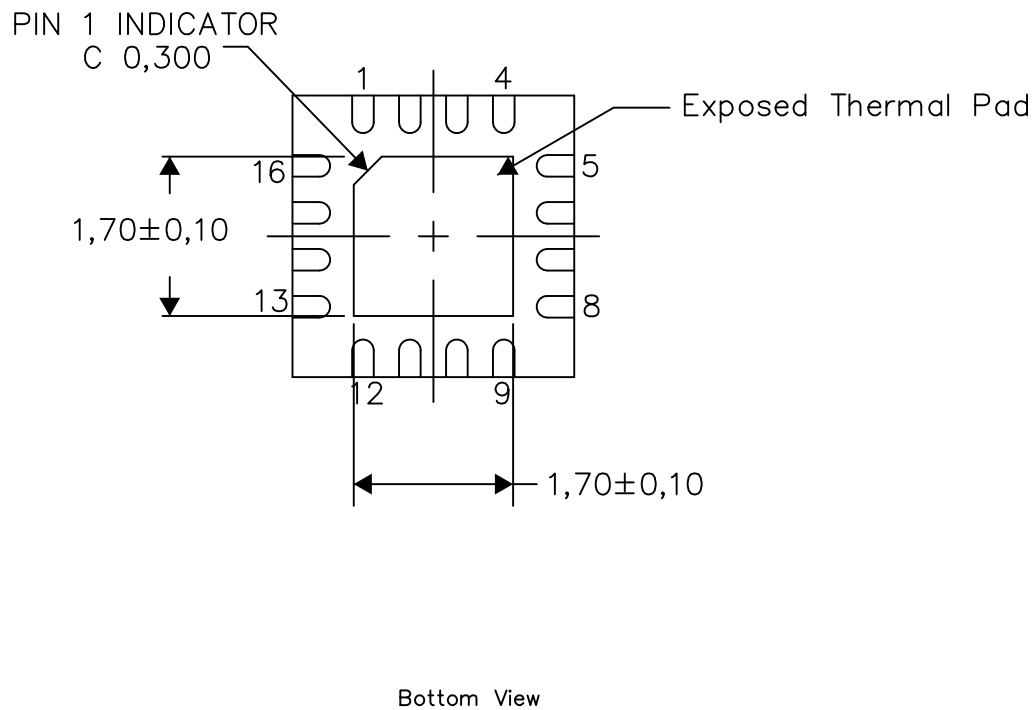 PIN 1 INDICATOR
C 0,300
1
4
Exposed Thermal Pad
16
5
1,70±0,10
13
8
12
9
1,70±0,10
Bottom View